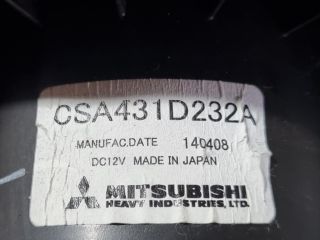 CSA431D232A
MANUFAC.DATE 140408
DC12V MADE IN JAPAN
MITSUBISHI
HEAVY INDUSTRIES, LTD.